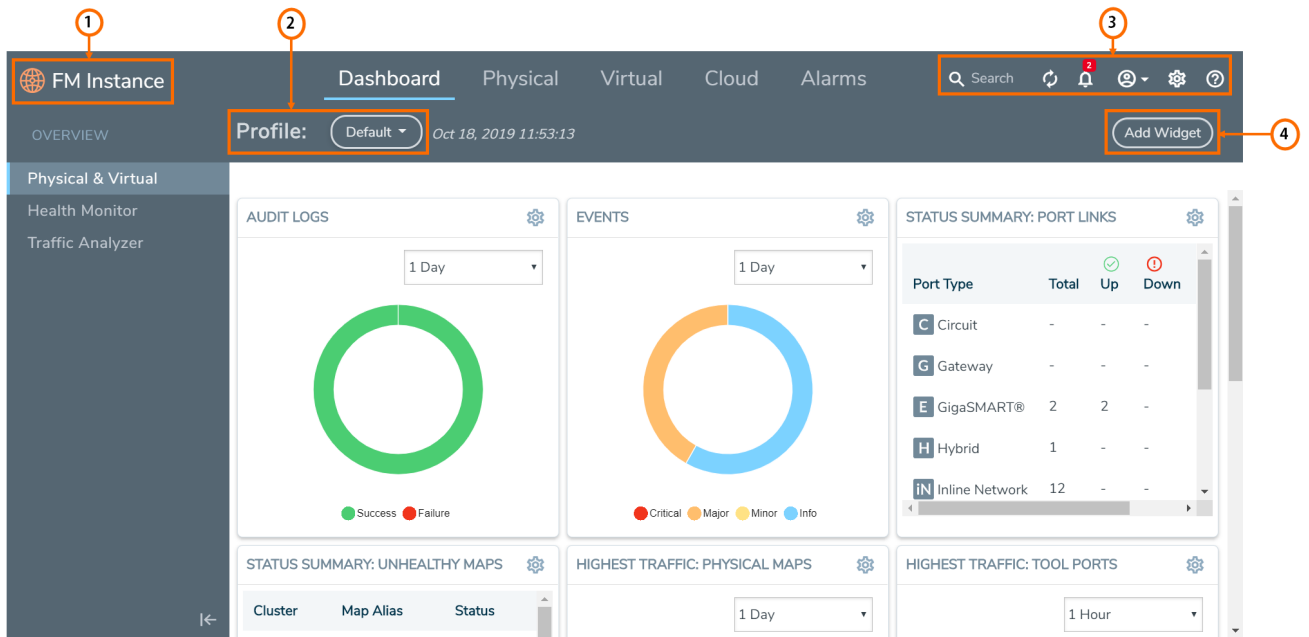 1
2
3
FM Instance
Dashboard Physical Virtual Cloud Alarms
Search
2
OVERVIEW
Profile: Default Oct 18, 2019 11:53:13
Add Widget
4
Physical & Virtual
Health Monitor
Traffic Analyzer
AUDIT LOGS
1 Day
Success Failure
EVENTS
1 Day
Critical Major Minor Info
STATUS SUMMARY: PORT LINKS
Port Type Total Up Down
C Circuit - - -
G Gateway - - -
E GigaSMART® 2 2 -
H Hybrid 1 - -
iN Inline Network 12 - -
STATUS SUMMARY: UNHEALTHY MAPS
Cluster Map Alias Status
HIGHEST TRAFFIC: PHYSICAL MAPS
1 Day
HIGHEST TRAFFIC: TOOL PORTS
1 Hour